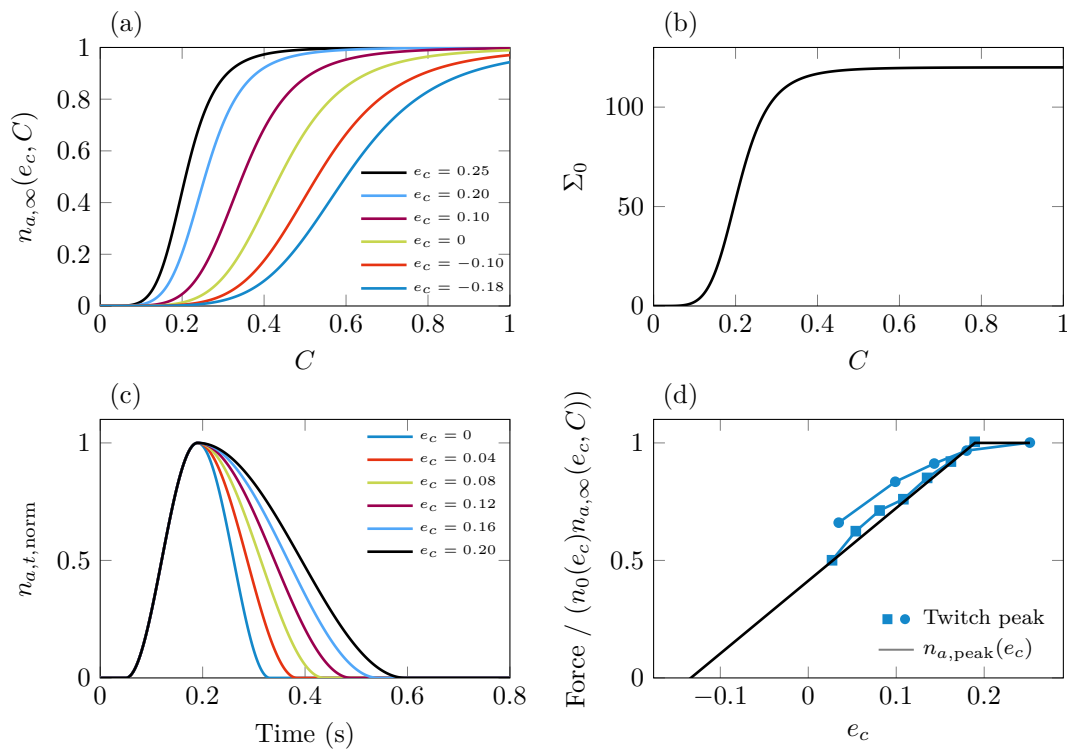 (a)
n_{a,∞}(e_c, C)
1
0.8
0.6
0.4
0.2
0
0 0.2 0.4 0.6 0.8 1
C
e_c = 0.25
e_c = 0.20
e_c = 0.10
e_c = 0
e_c = −0.10
e_c = −0.18
(b)
Σ_0
100
50
0
0 0.2 0.4 0.6 0.8 1
C
(c)
n_{a,t,norm}
1
0.5
0
0 0.2 0.4 0.6 0.8
Time (s)
e_c = 0
e_c = 0.04
e_c = 0.08
e_c = 0.12
e_c = 0.16
e_c = 0.20
(d)
Force / (n_0(e_c)n_{a,∞}(e_c, C))
1
0.5
0
−0.1 0 0.1 0.2
e_c
Twitch peak
n_{a,peak}(e_c)